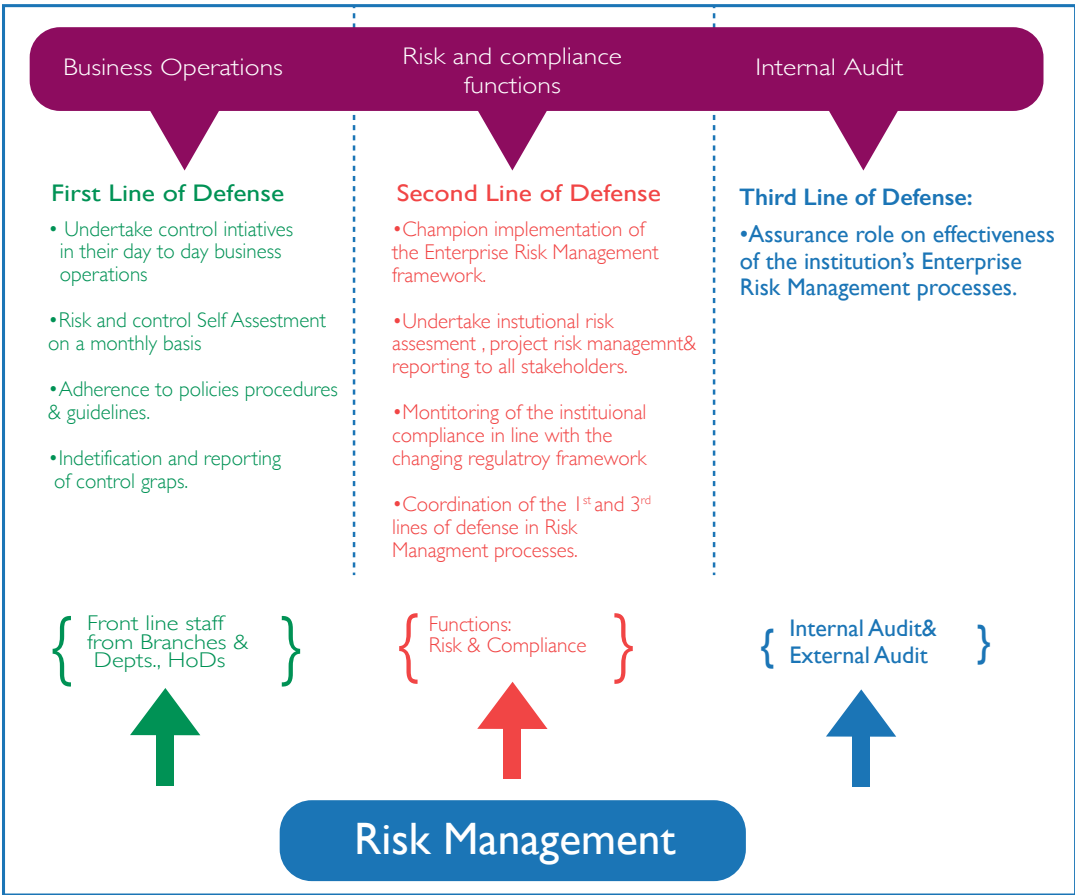 Business Operations
Risk and compliance
functions
Internal Audit
First Line of Defense
• Undertake control intiatives
in their day to day business
operations
•Risk and control Self Assestment
on a monthly basis
•Adherence to policies procedures
& guidelines.
•Indetification and reporting
of control graps.
Second Line of Defense
•Champion implementation of
the Enterprise Risk Management
framework.
•Undertake instutional risk
assesment , project risk managemnt&
reporting to all stakeholders.
•Montitoring of the instituional
compliance in line with the
changing regulatroy framework
•Coordination of the 1st and 3rd
lines of defense in Risk
Managment processes.
Third Line of Defense:
•Assurance role on effectiveness
of the institution’s Enterprise
Risk Management processes.
{ Front line staff
from Branches &
Depts., HoDs }
{ Functions:
Risk & Compliance }
{ Internal Audit&
External Audit }
Risk Management